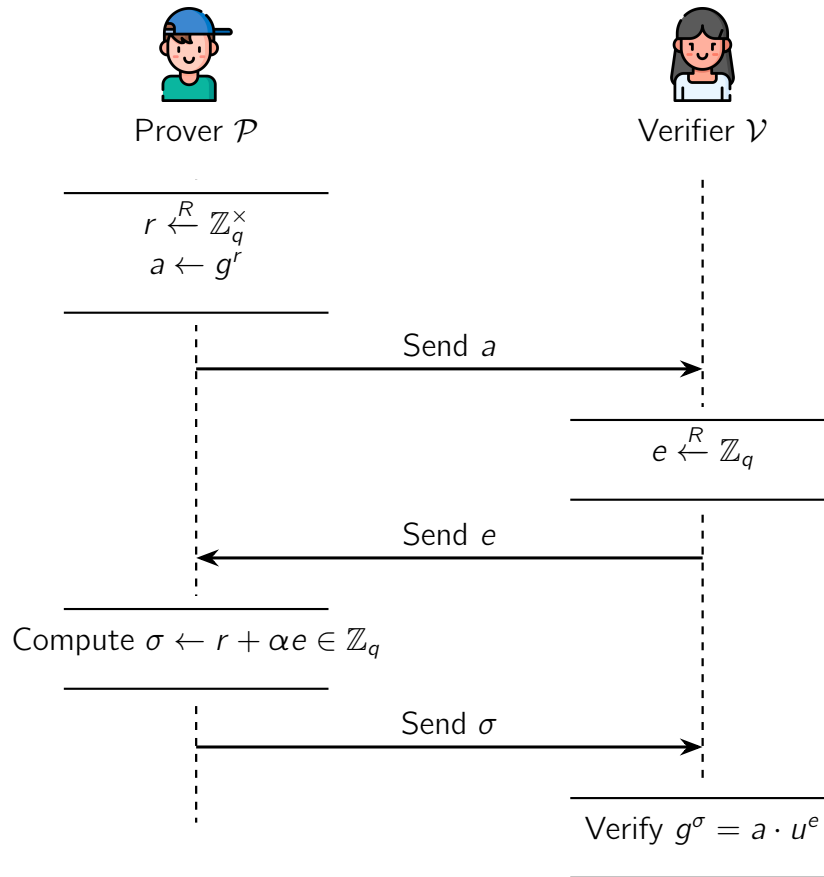 Prover 𝒫
Verifier 𝒱
r ←ᴿ ℤ_q^×
a ← g^r
Send a
e ←ᴿ ℤ_q
Send e
Compute σ ← r + αe ∈ ℤ_q
Send σ
Verify g^σ = a · u^e